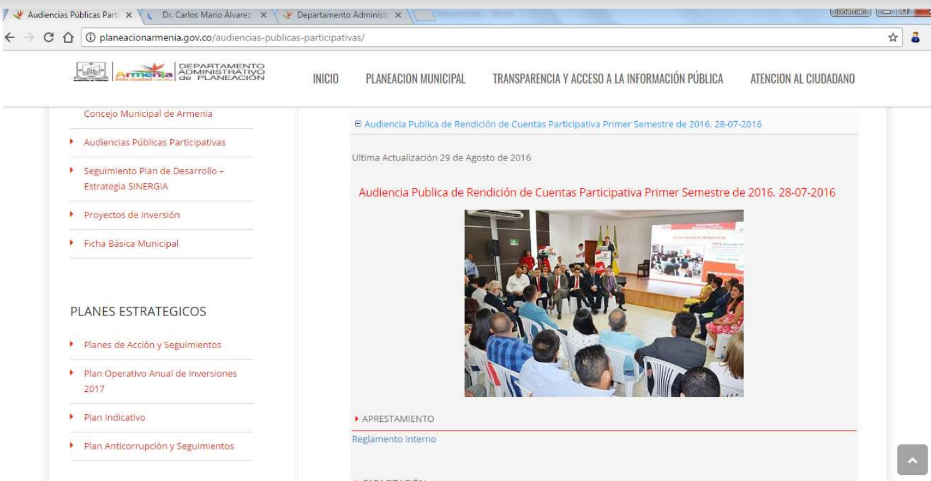 Audiencias Públicas Parti
Dr. Carlos Mario Álvarez
Departamento Administr
planeacionarmenia.gov.co/audiencias-publicas-participativas/
Armenia
DEPARTAMENTO
ADMINISTRATIVO
de PLANEACIÓN
INICIO
PLANEACION MUNICIPAL
TRANSPARENCIA Y ACCESO A LA INFORMACIÓN PÚBLICA
ATENCION AL CIUDADANO
Concejo Municipal de Armenia
Audiencias Públicas Participativas
Seguimiento Plan de Desarrollo –
Estrategia SINERGIA
Proyectos de Inversión
Ficha Básica Municipal
PLANES ESTRATEGICOS
Planes de Acción y Seguimientos
Plan Operativo Anual de Inversiones
2017
Plan Indicativo
Plan Anticorrupción y Seguimientos
Audiencia Publica de Rendición de Cuentas Participativa Primer Semestre de 2016. 28-07-2016
Ultima Actualización 29 de Agosto de 2016
Audiencia Publica de Rendición de Cuentas Participativa Primer Semestre de 2016. 28-07-2016
APRESTAMIENTO
Reglamento Interno
CAPACITACIÓN